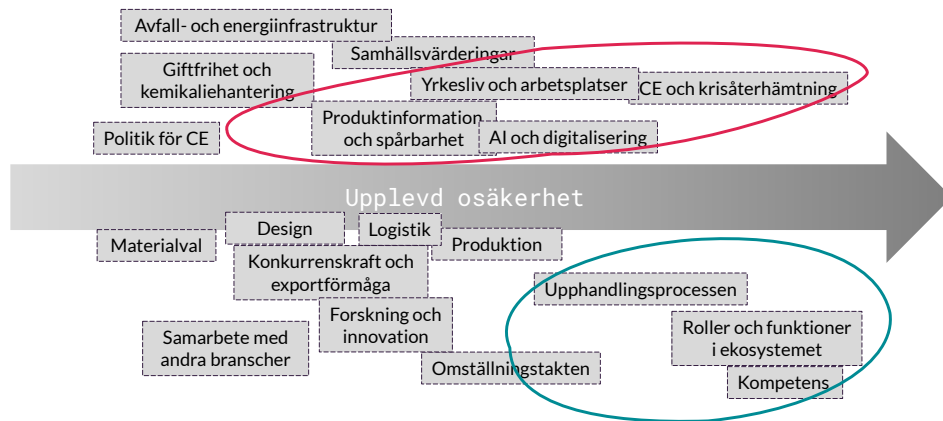 Avfall- och energiinfrastruktur
Samhällsvärderingar
Giftfrihet och
kemikaliehantering
Yrkesliv och arbetsplatser
CE och krisåterhämtning
Produktinformation
och spårbarhet
Politik för CE
AI och digitalisering
Upplevd osäkerhet
Materialval
Design
Logistik
Produktion
Konkurrenskraft och
exportförmåga
Upphandlingsprocessen
Forskning och
innovation
Samarbete med
andra branscher
Roller och funktioner
i ekosystemet
Omställningstakten
Kompetens